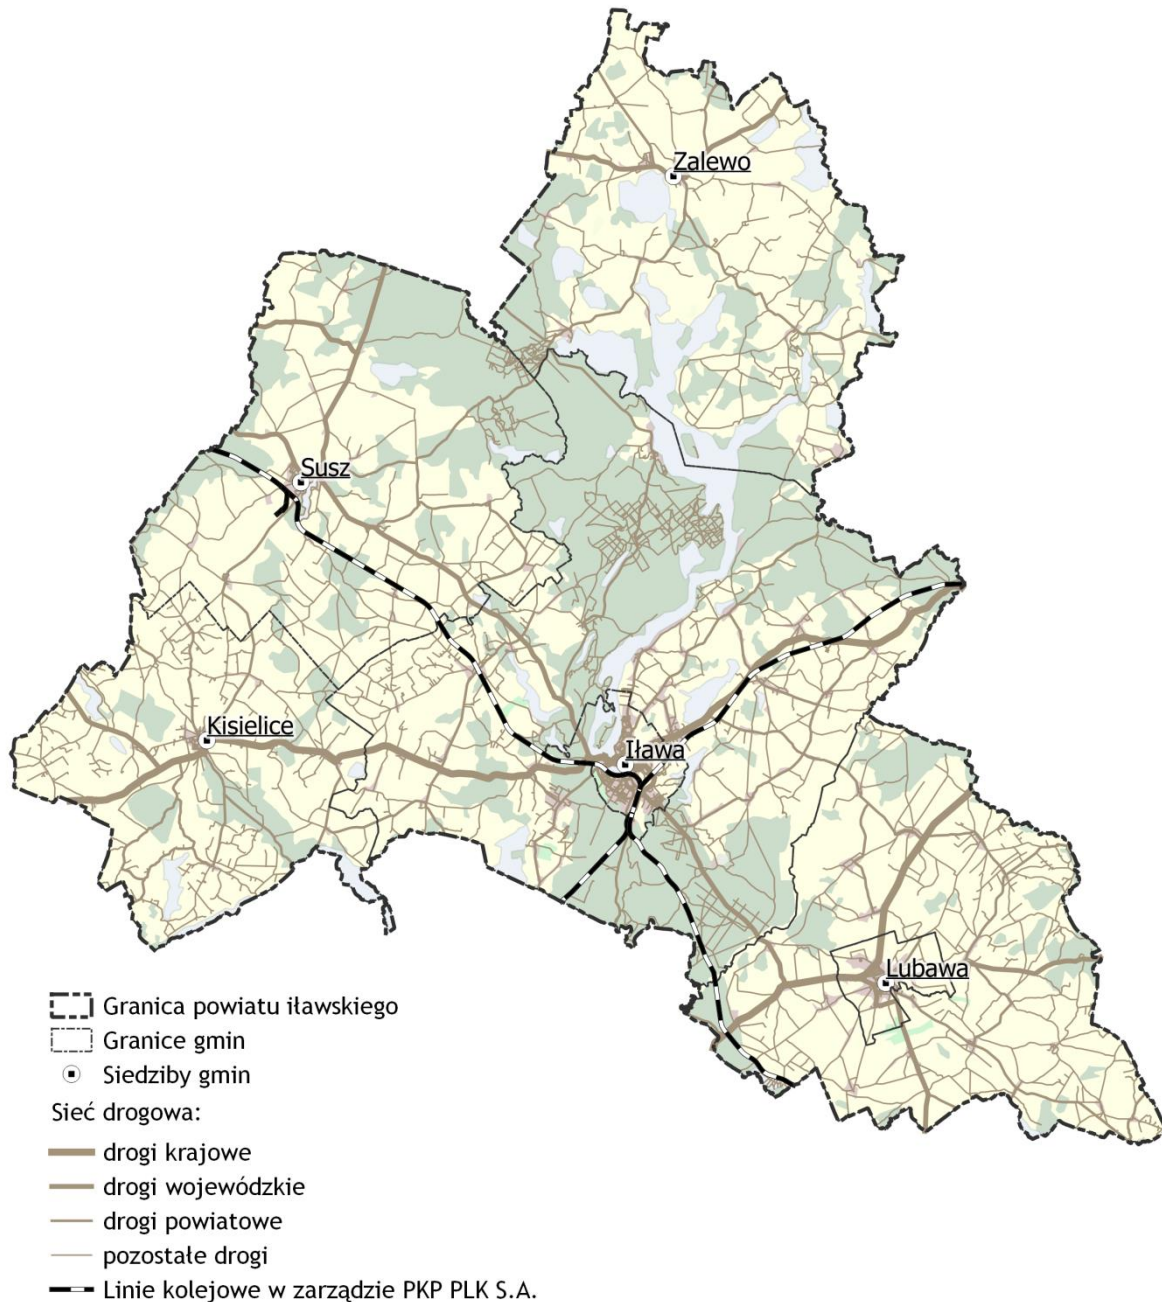 Zalewo
Susz
Kisielice
Iława
Lubawa
Granica powiatu iławskiego
Granice gmin
Siedziby gmin
Sieć drogowa:
drogi krajowe
drogi wojewódzkie
drogi powiatowe
pozostałe drogi
Linie kolejowe w zarządzie PKP PLK S.A.